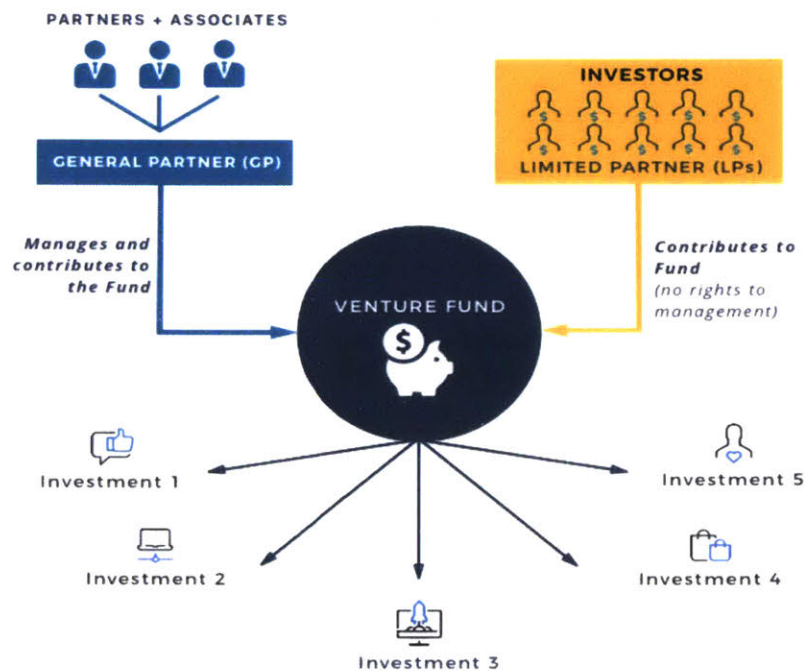 PARTNERS + ASSOCIATES
INVESTORS
$ $ $ $ $
$ $ $ $ $
GENERAL PARTNER (GP)
LIMITED PARTNER (LPs)
Manages and
contributes to
the Fund
Contributes to
Fund
(no rights to
management)
VENTURE FUND
$
Investment 1
Investment 5
Investment 2
Investment 4
Investment 3